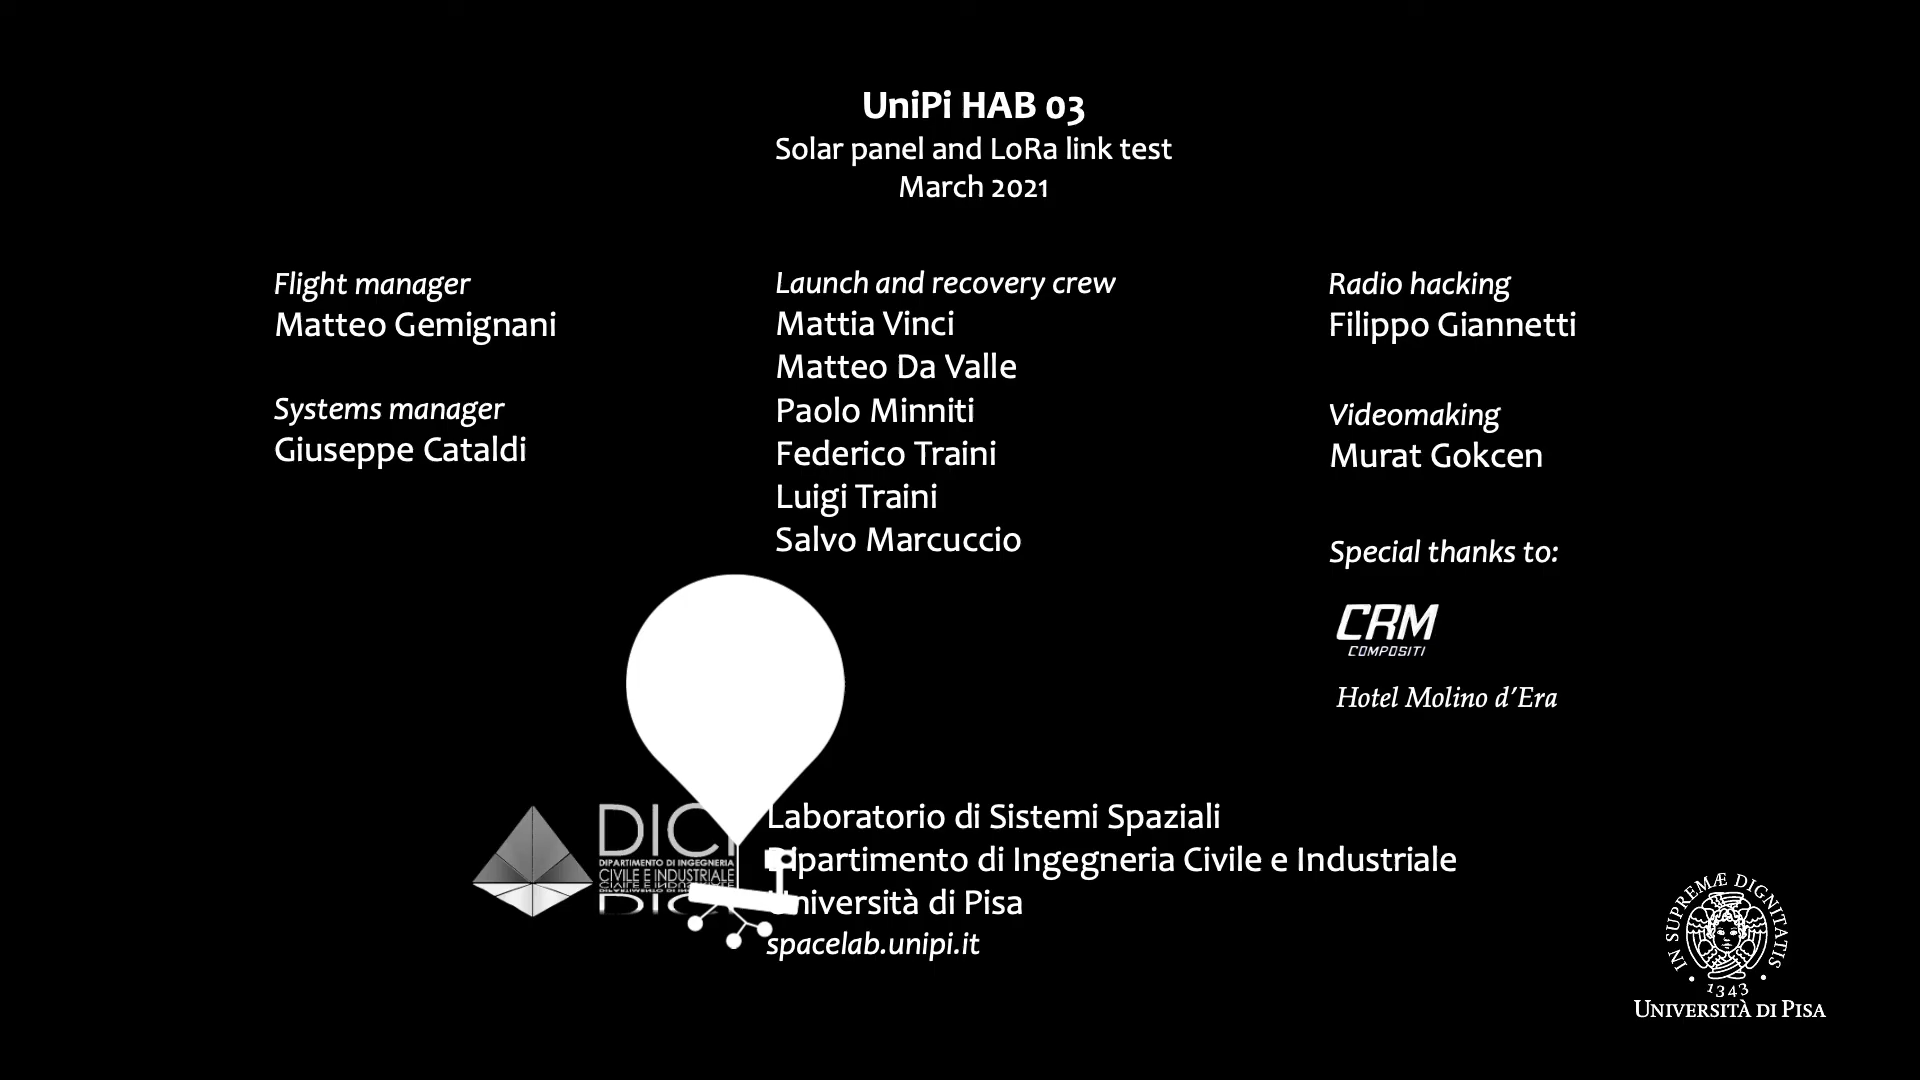 UniPi HAB 03
Solar panel and LoRa link test
March 2021
Flight manager
Matteo Gemignani
Systems manager
Giuseppe Cataldi
Launch and recovery crew
Mattia Vinci
Matteo Da Valle
Paolo Minniti
Federico Traini
Luigi Traini
Salvo Marcuccio
Radio hacking
Filippo Giannetti
Videomaking
Murat Gokcen
Special thanks to:
CRM
COMPOSITI
Hotel Molino d'Era
DICI
DIPARTIMENTO DI INGEGNERIA
CIVILE E INDUSTRIALE
Laboratorio di Sistemi Spaziali
Dipartimento di Ingegneria Civile e Industriale
Università di Pisa
spacelab.unipi.it
IN SUPREMÆ DIGNITATIS
· 1343 ·
UNIVERSITÀ DI PISA